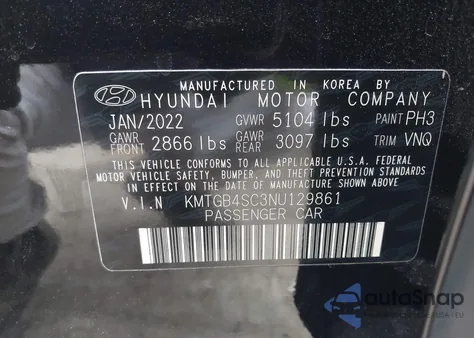 MANUFACTURED IN KOREA BY
HYUNDAI MOTOR COMPANY
JAN/2022 GVWR 5104 lbs PAINT PH3
GAWR FRONT 2866 lbs GAWR REAR 3097 lbs TRIM VNQ
THIS VEHICLE CONFORMS TO ALL APPLICABLE U.S.A. FEDERAL
MOTOR VEHICLE SAFETY, BUMPER, AND THEFT PREVENTION STANDARDS
IN EFFECT ON THE DATE OF MANUFACTURE SHOWN ABOVE
V.I.N KMTGB4SC3NU129861
PASSENGER CAR
autoSnap